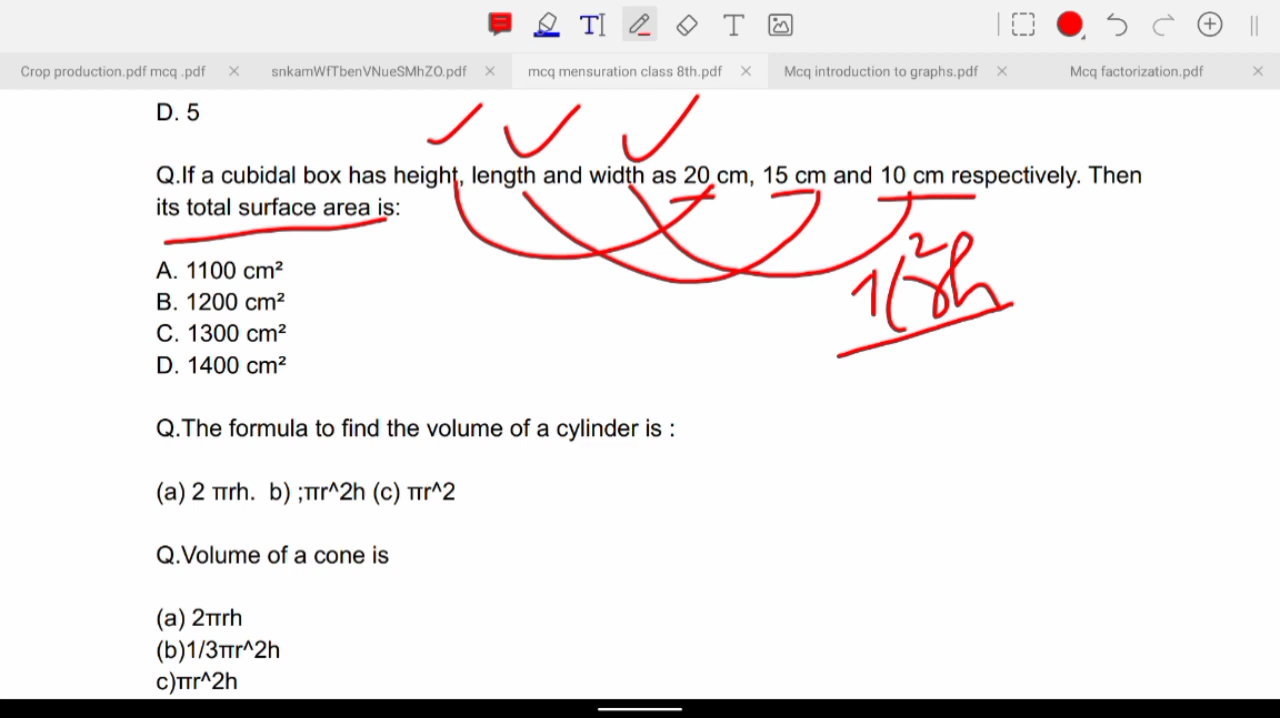 Crop production.pdf mcq .pdf
snkamWfTbenVNueSMhZO.pdf
mcq mensuration class 8th.pdf
Mcq introduction to graphs.pdf
Mcq factorization.pdf
D. 5
Q.If a cubidal box has height, length and width as 20 cm, 15 cm and 10 cm respectively. Then
its total surface area is:
A. 1100 cm²
B. 1200 cm²
C. 1300 cm²
D. 1400 cm²
Q.The formula to find the volume of a cylinder is :
(a) 2 πrh.  b) ;πr^2h (c) πr^2
Q.Volume of a cone is
(a) 2πrh
(b)1/3πr^2h
c)πr^2h